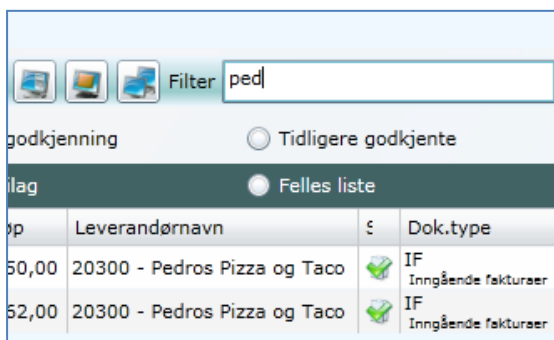 Filter ped
godkjenning Tidligere godkjente
ilag Felles liste
øp Leverandørnavn S Dok.type
50,00 20300 - Pedros Pizza og Taco IF
Inngående fakturaer
62,00 20300 - Pedros Pizza og Taco IF
Inngående fakturaer